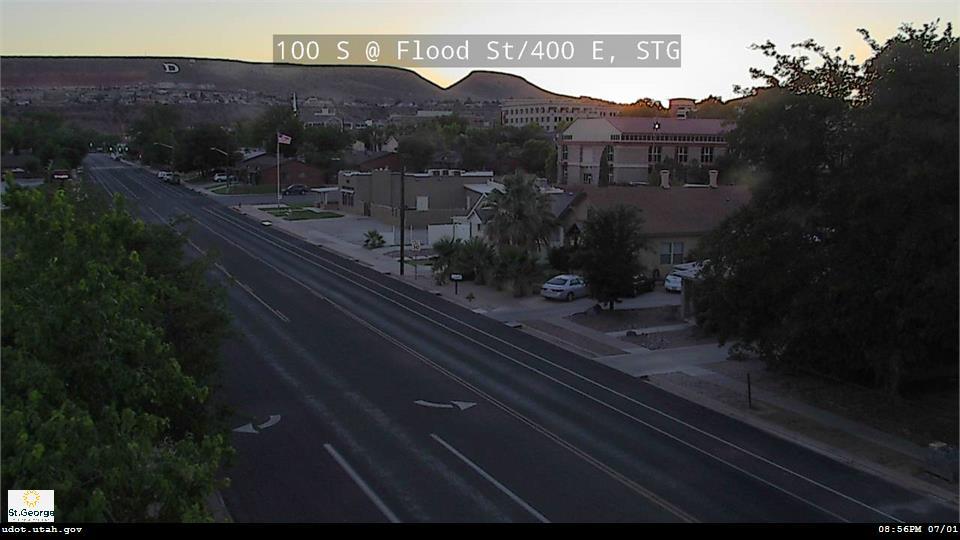 D
100 S @ Flood St/400 E, STG
St.George
udot.utah.gov
08:56PM 07/01